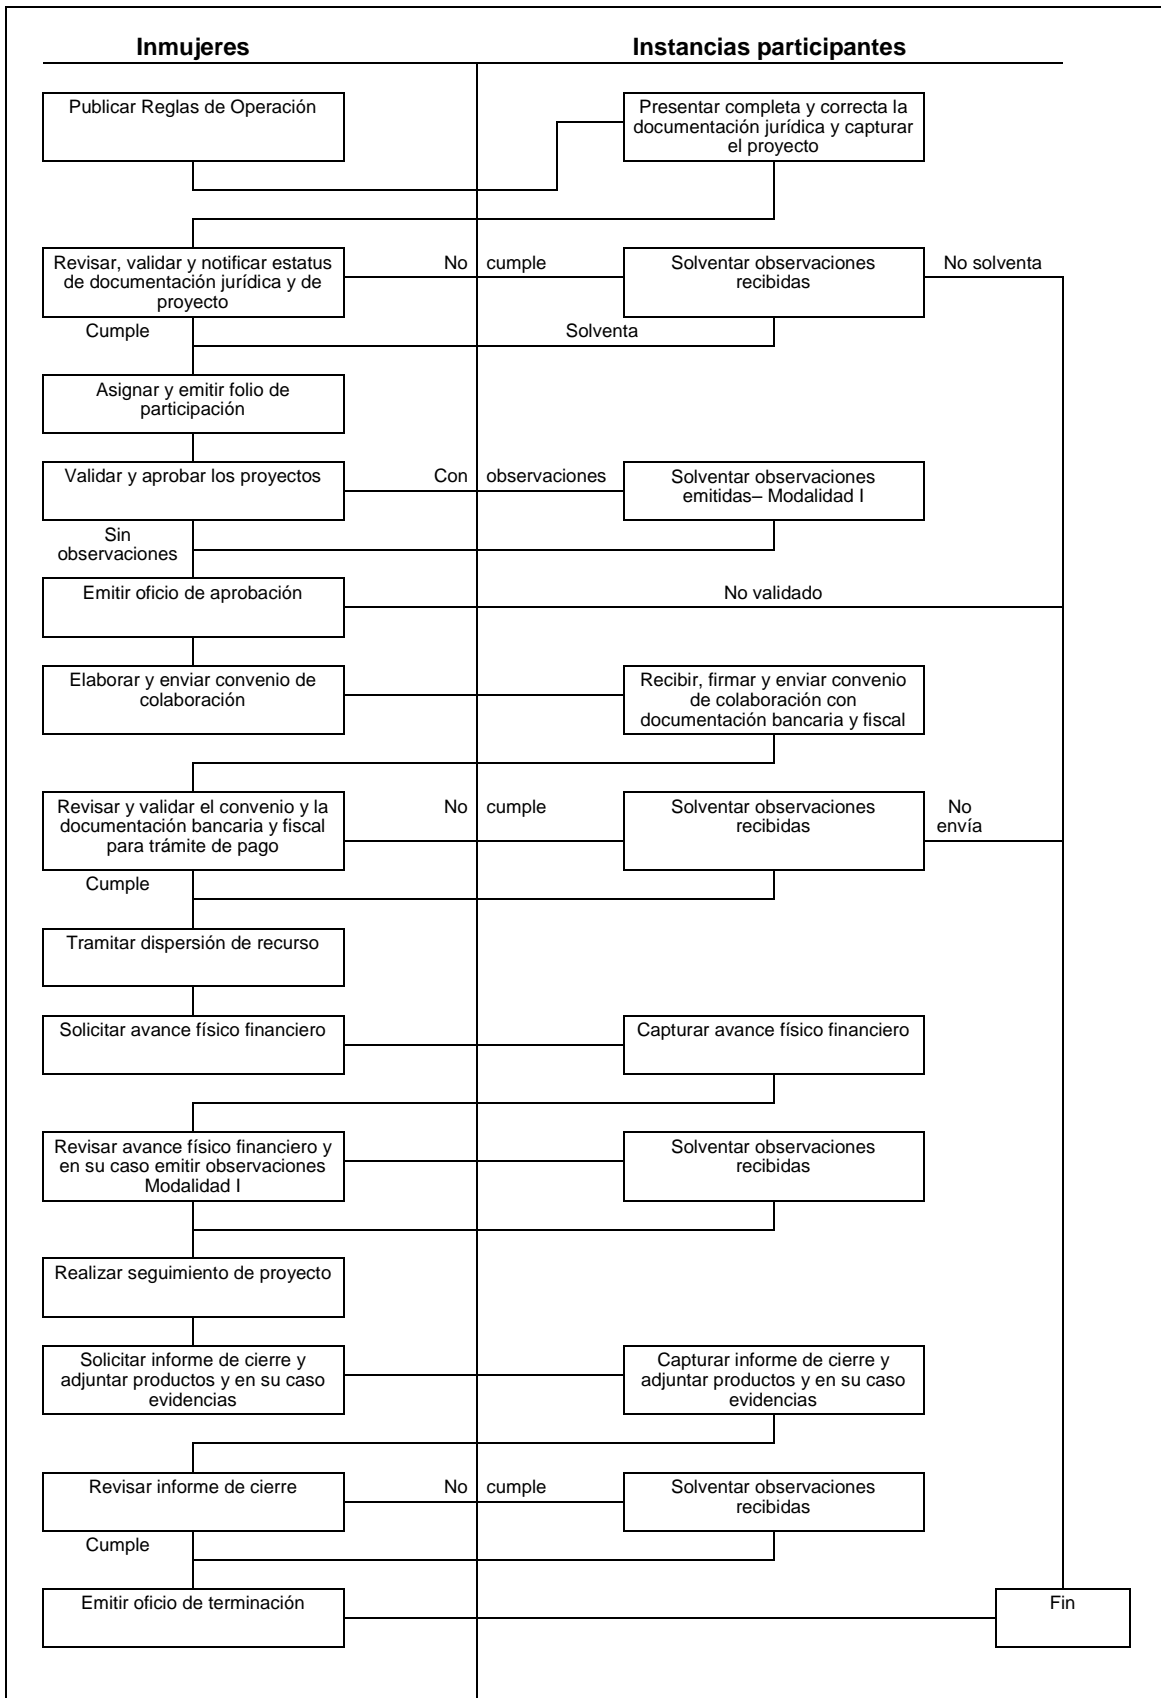 Inmujeres
Instancias participantes
Publicar Reglas de Operación
Presentar completa y correcta la
documentación jurídica y capturar
el proyecto
Revisar, validar y notificar estatus
de documentación jurídica y de
proyecto
No cumple
Solventar observaciones
recibidas
No solventa
Cumple
Solventa
Asignar y emitir folio de
participación
Validar y aprobar los proyectos
Con observaciones
Solventar observaciones
emitidas– Modalidad I
Sin
observaciones
Emitir oficio de aprobación
No validado
Elaborar y enviar convenio de
colaboración
Recibir, firmar y enviar convenio
de colaboración con
documentación bancaria y fiscal
Revisar y validar el convenio y la
documentación bancaria y fiscal
para trámite de pago
No cumple
Solventar observaciones
recibidas
No
envía
Cumple
Tramitar dispersión de recurso
Solicitar avance físico financiero
Capturar avance físico financiero
Revisar avance físico financiero y
en su caso emitir observaciones
Modalidad I
Solventar observaciones
recibidas
Realizar seguimiento de proyecto
Solicitar informe de cierre y
adjuntar productos y en su caso
evidencias
Capturar informe de cierre y
adjuntar productos y en su caso
evidencias
Revisar informe de cierre
No cumple
Solventar observaciones
recibidas
Cumple
Emitir oficio de terminación
Fin